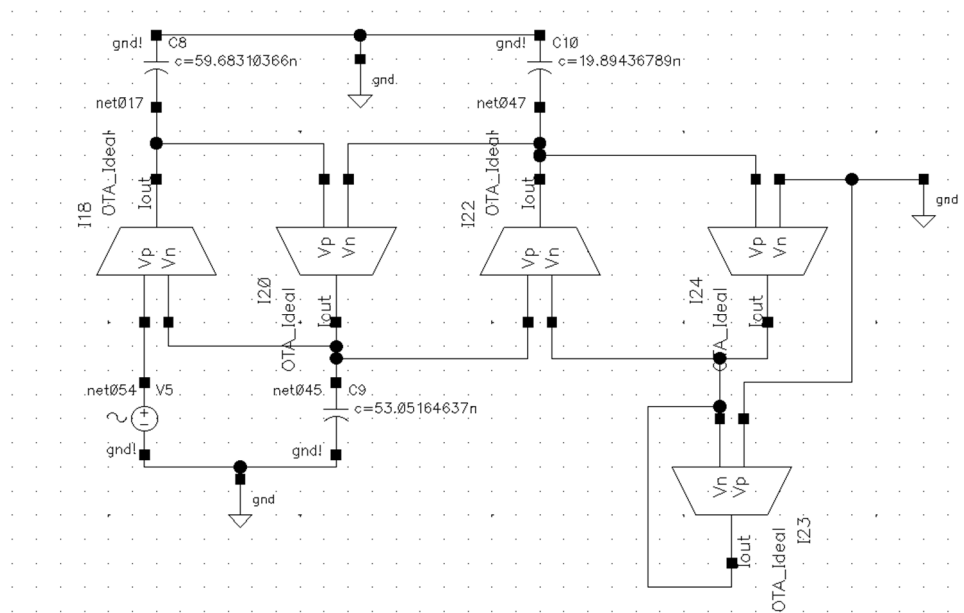 gnd!
C8
c=59.68310366n
gnd!
C10
c=19.89436789n
gnd
net017
net047
OTA_Ideal
Iout
I18
Vp
Vn
Vp
Vn
I20
OTA_Ideal
Iout
OTA_Ideal
Iout
I22
Vp
Vn
Vp
Vn
I24
OTA_Ideal
Iout
gnd
net054
V5
gnd!
net045
C9
c=53.05164637n
gnd!
gnd
Vn
Vp
Iout
I23
OTA_Ideal